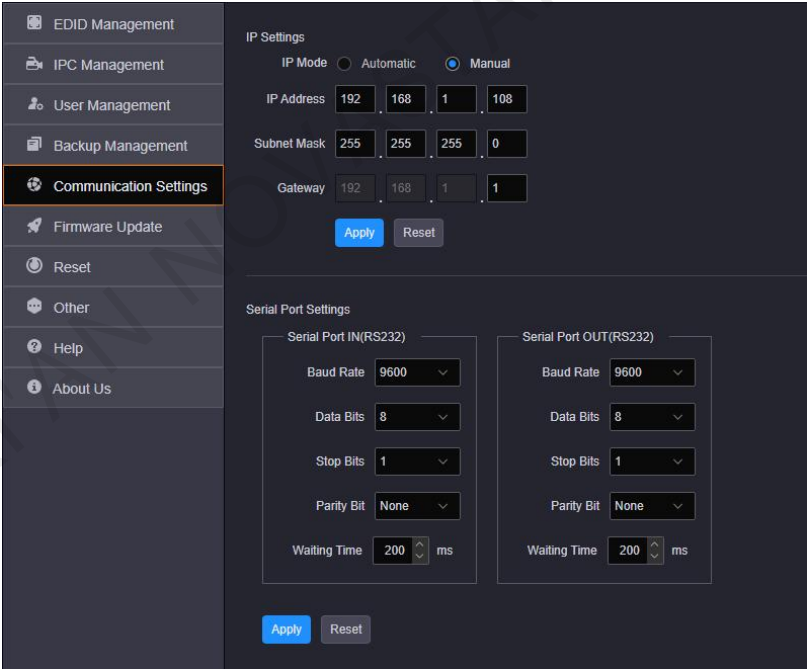 EDID Management
IPC Management
User Management
Backup Management
Communication Settings
Firmware Update
Reset
Other
Help
About Us
IP Settings
IP Mode Automatic Manual
IP Address 192 . 168 . 1 . 108
Subnet Mask 255 . 255 . 255 . 0
Gateway 192 . 168 . 1 . 1
Apply Reset
Serial Port Settings
Serial Port IN(RS232) Serial Port OUT(RS232)
Baud Rate 9600 Baud Rate 9600
Data Bits 8 Data Bits 8
Stop Bits 1 Stop Bits 1
Parity Bit None Parity Bit None
Waiting Time 200 ms Waiting Time 200 ms
Apply Reset